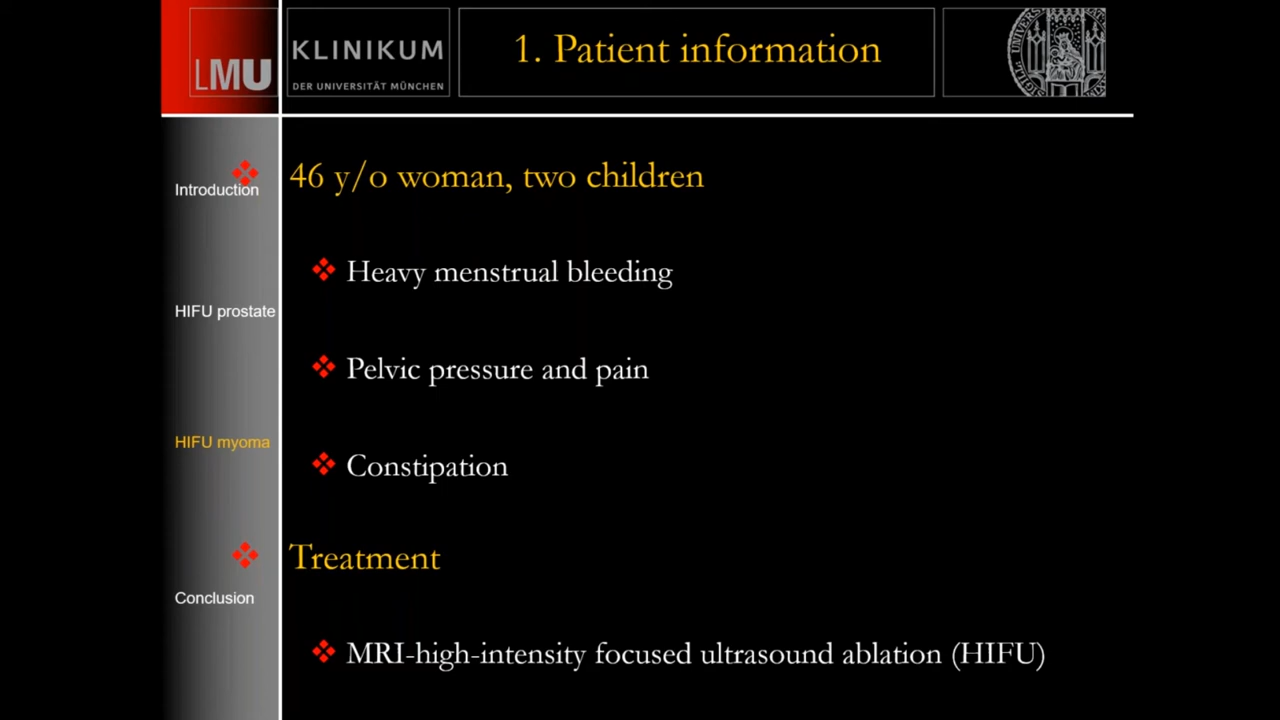 LMU
KLINIKUM
DER UNIVERSITÄT MÜNCHEN
1. Patient information
Introduction
HIFU prostate
HIFU myoma
Conclusion
46 y/o woman, two children
Heavy menstrual bleeding
Pelvic pressure and pain
Constipation
Treatment
MRI-high-intensity focused ultrasound ablation (HIFU)